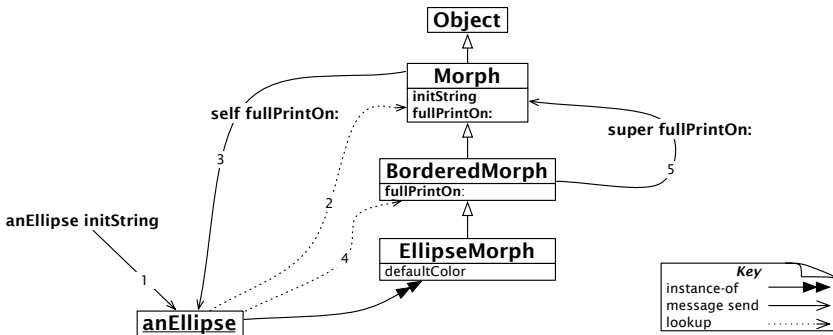 Object
Morph
initString
fullPrintOn:
self fullPrintOn:
super fullPrintOn:
3
BorderedMorph
fullPrintOn:
2
5
anEllipse initString
4
EllipseMorph
defaultColor
1
anEllipse
Key
instance-of
message send
lookup